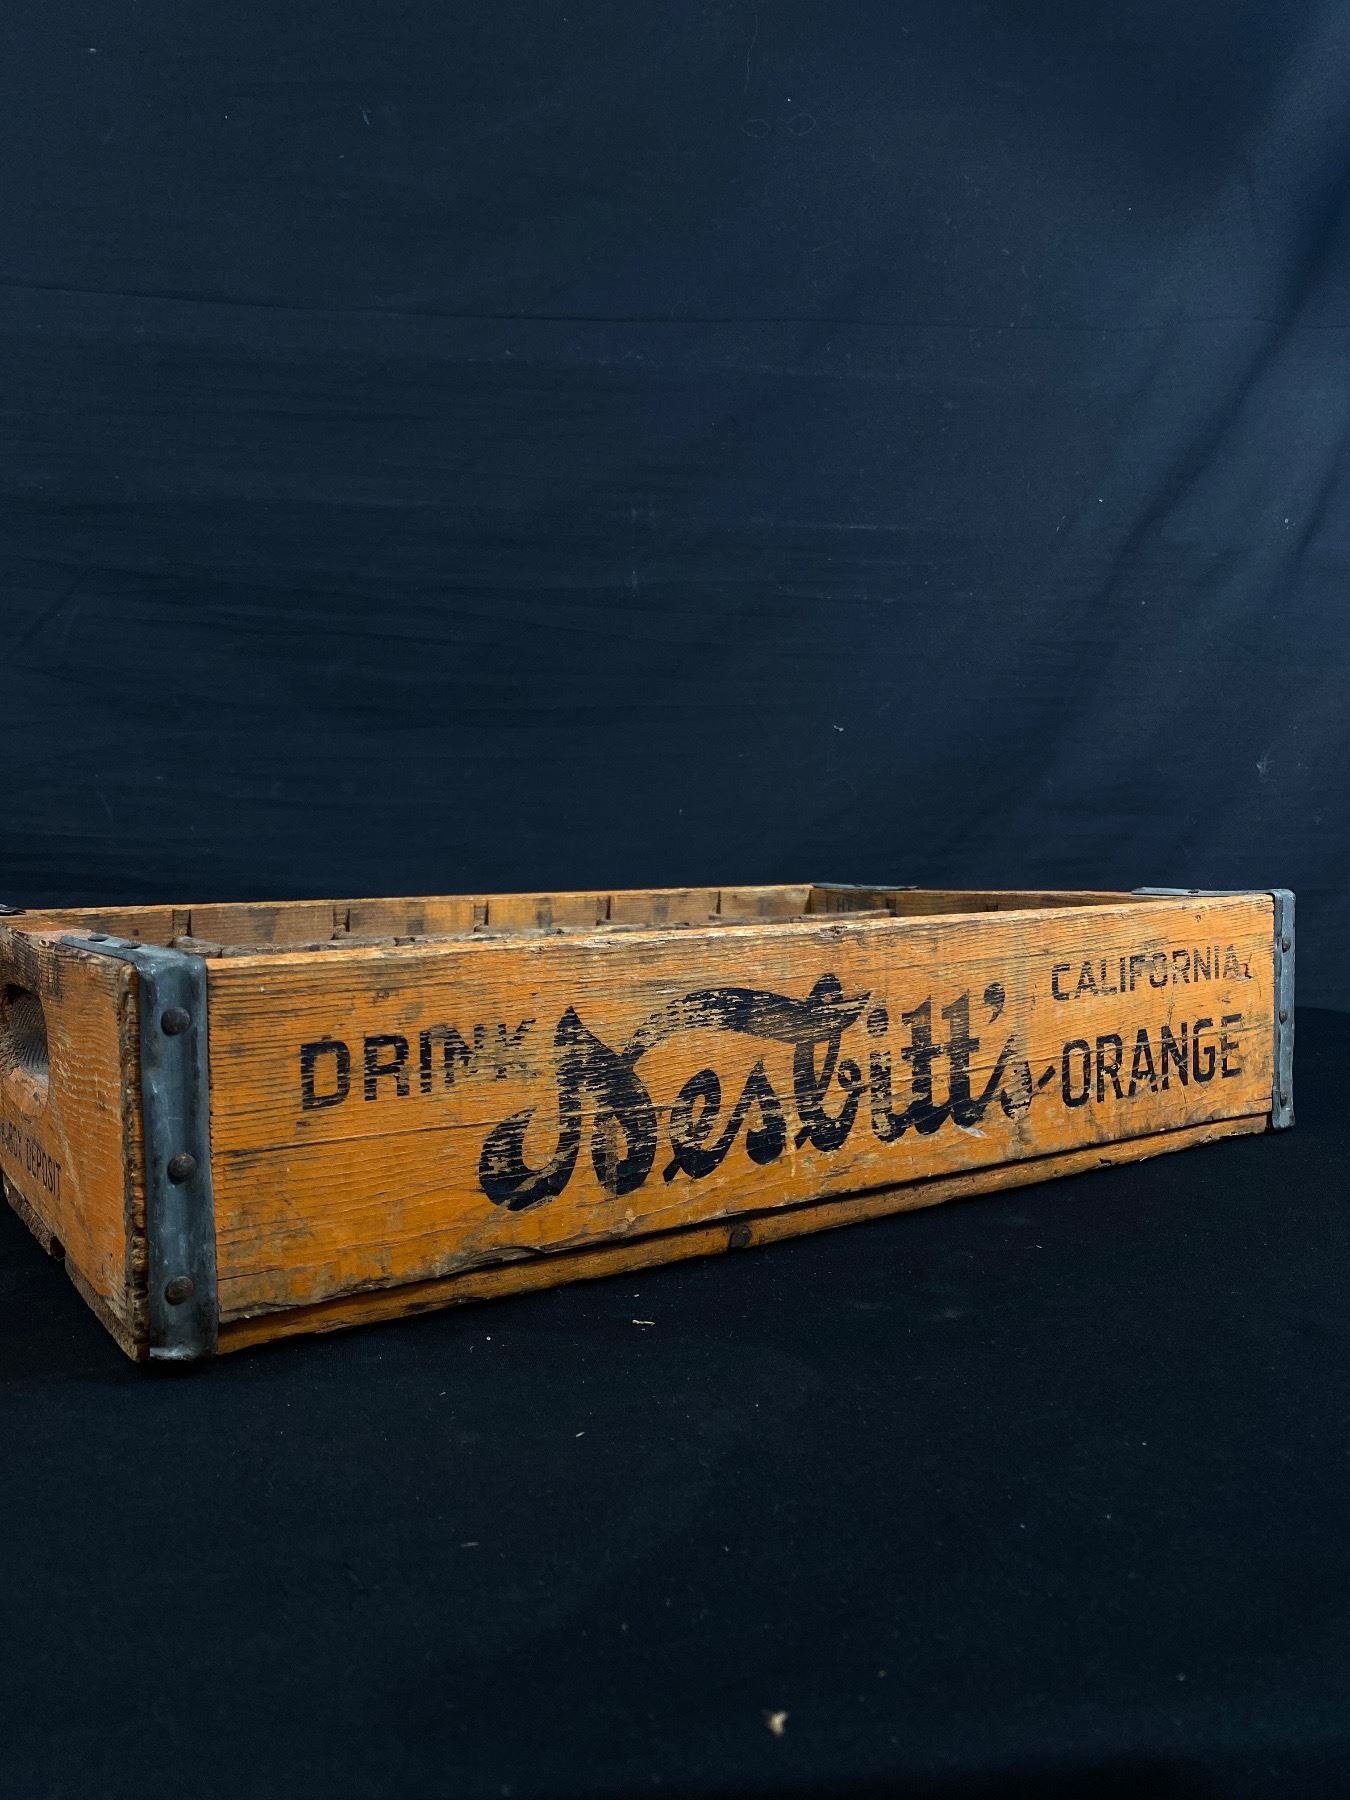 DRINK Nesbitt's CALIFORNIA
ORANGE
DEPOSIT